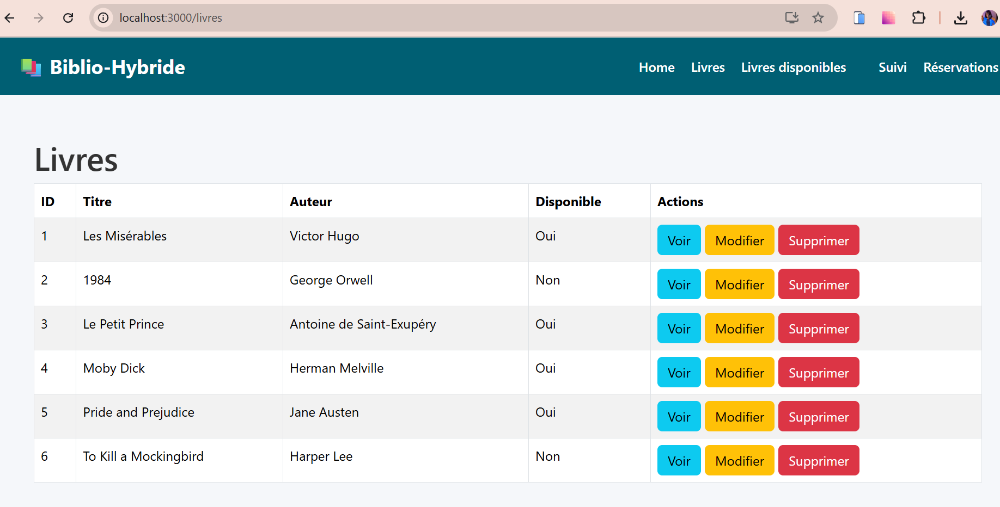 localhost:3000/livres
Biblio-Hybride Home Livres Livres disponibles Suivi Réservations
Livres
ID Titre Auteur Disponible Actions
1 Les Misérables Victor Hugo Oui Voir Modifier Supprimer
2 1984 George Orwell Non Voir Modifier Supprimer
3 Le Petit Prince Antoine de Saint-Exupéry Oui Voir Modifier Supprimer
4 Moby Dick Herman Melville Oui Voir Modifier Supprimer
5 Pride and Prejudice Jane Austen Oui Voir Modifier Supprimer
6 To Kill a Mockingbird Harper Lee Non Voir Modifier Supprimer